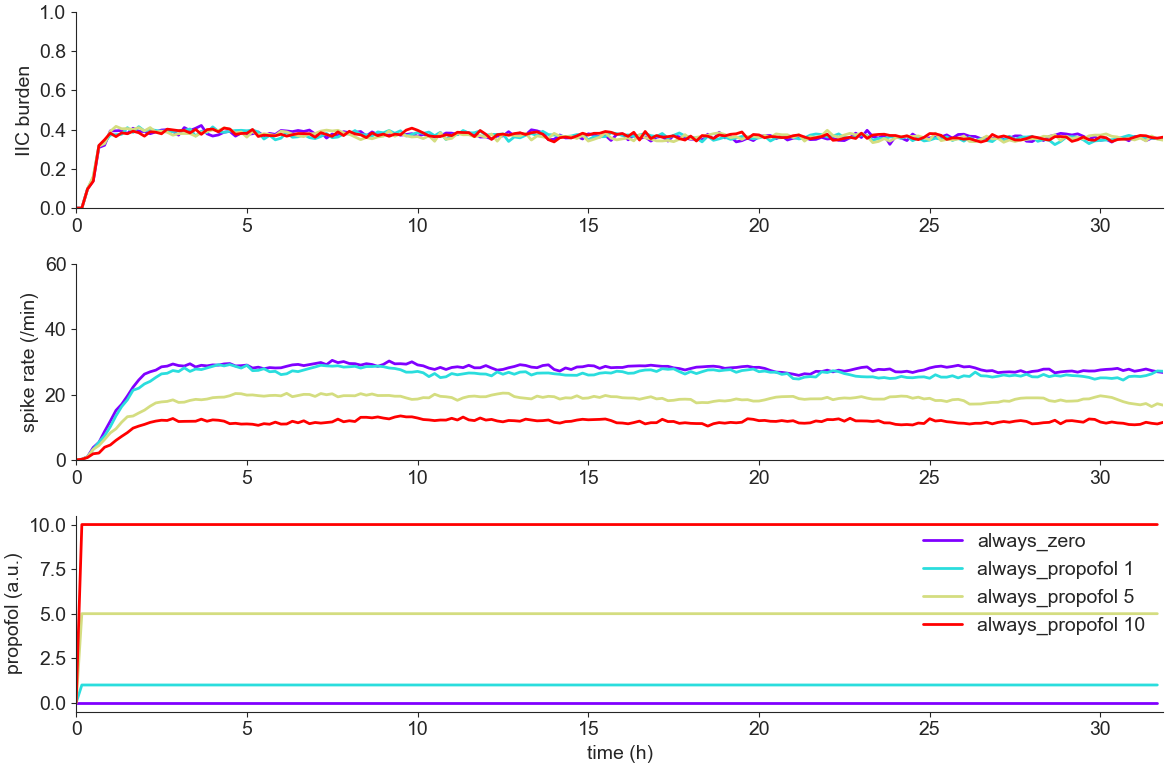 IIC burden
1.0
0.8
0.6
0.4
0.2
0.0
0 5 10 15 20 25 30
spike rate (/min)
60
40
20
0
0 5 10 15 20 25 30
propofol (a.u.)
10.0
7.5
5.0
2.5
0.0
always_zero
always_propofol 1
always_propofol 5
always_propofol 10
0 5 10 15 20 25 30
time (h)